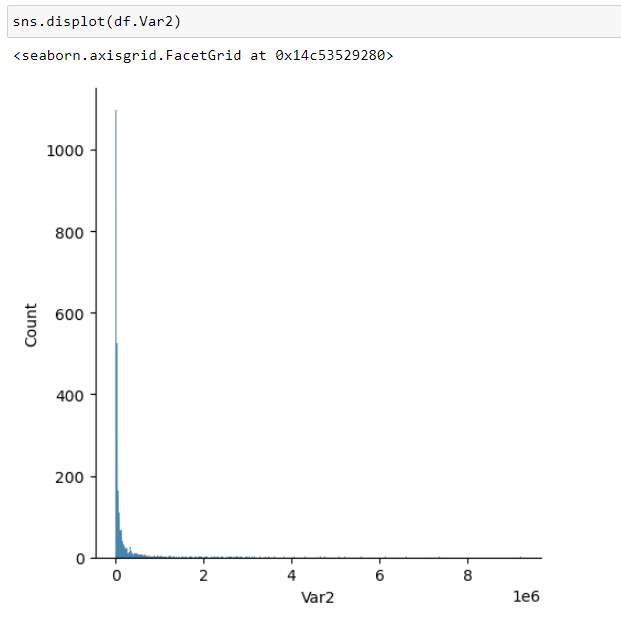 sns.displot(df.Var2)
<seaborn.axisgrid.FacetGrid at 0x14c53529280>
1000
800
600
400
200
0
Count
0 2 4 6 8
1e6
Var2